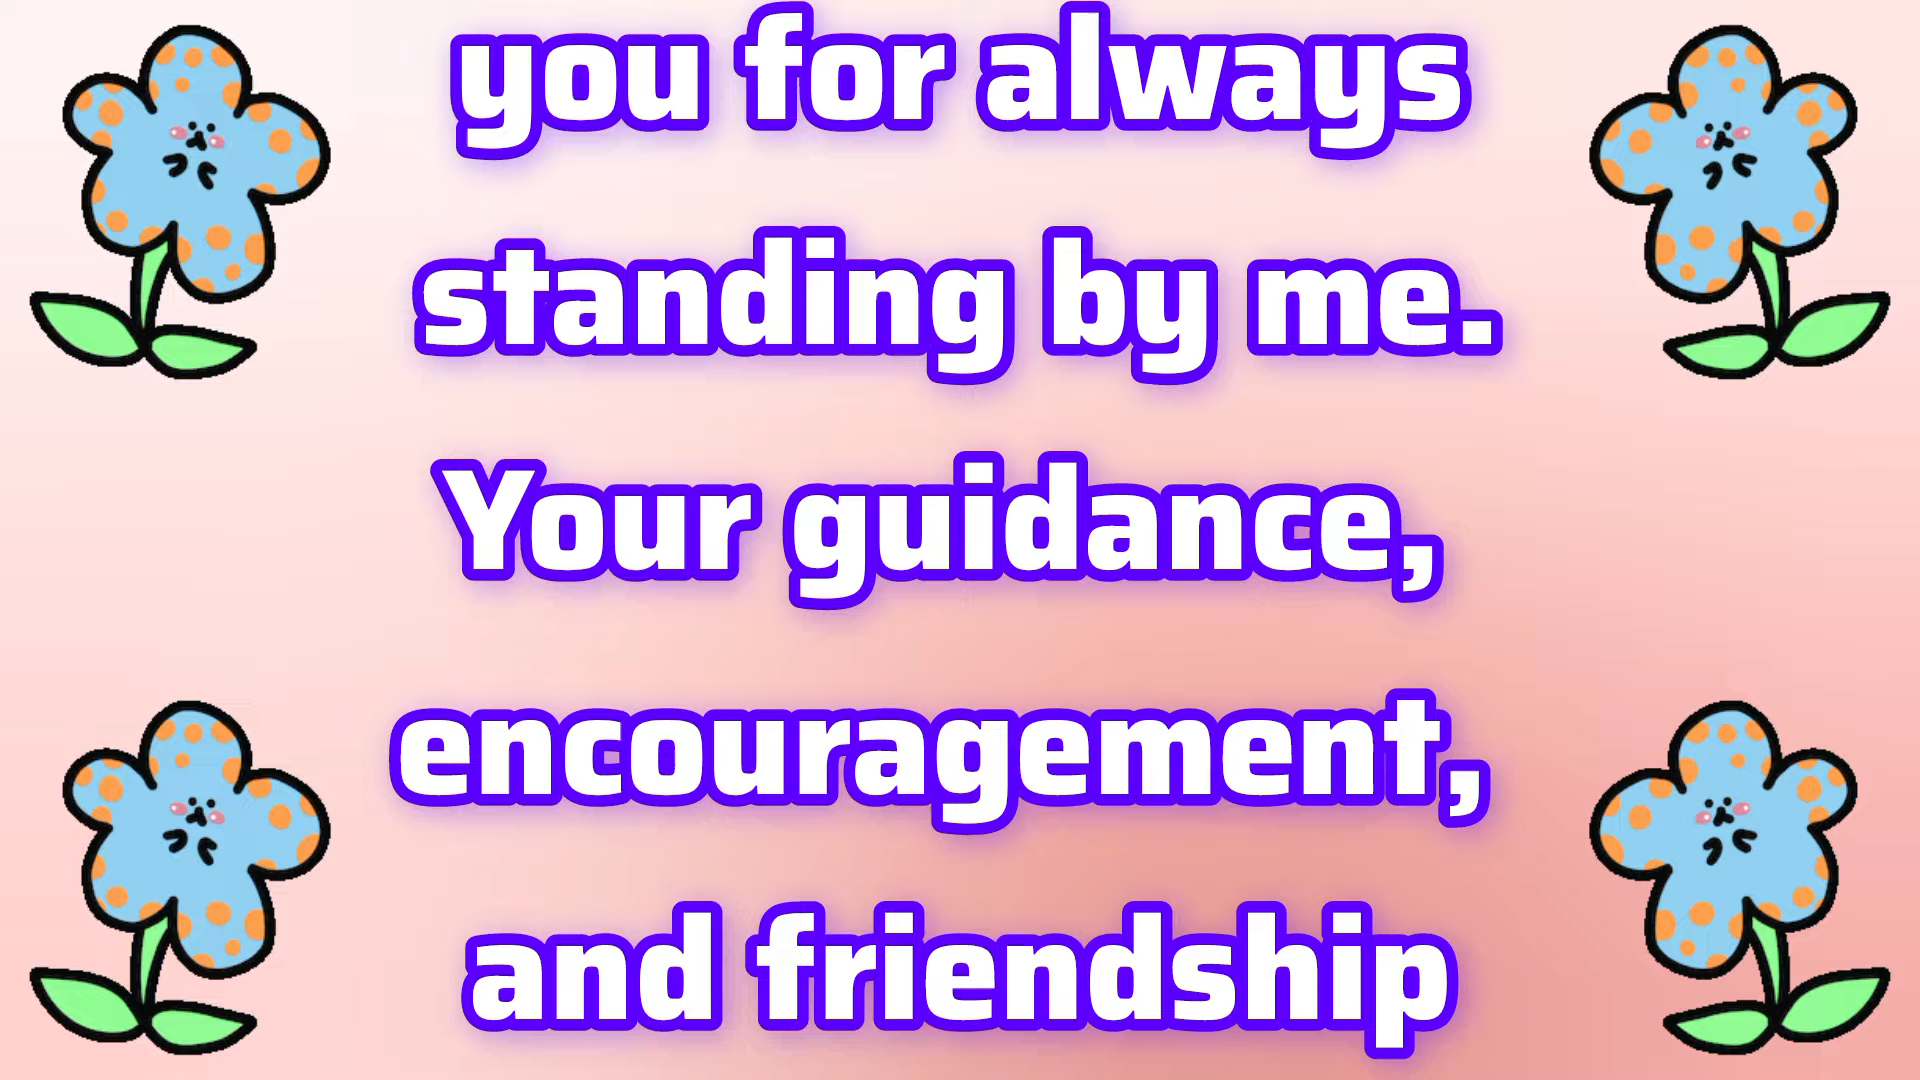 you for always
standing by me.
Your guidance,
encouragement,
and friendship